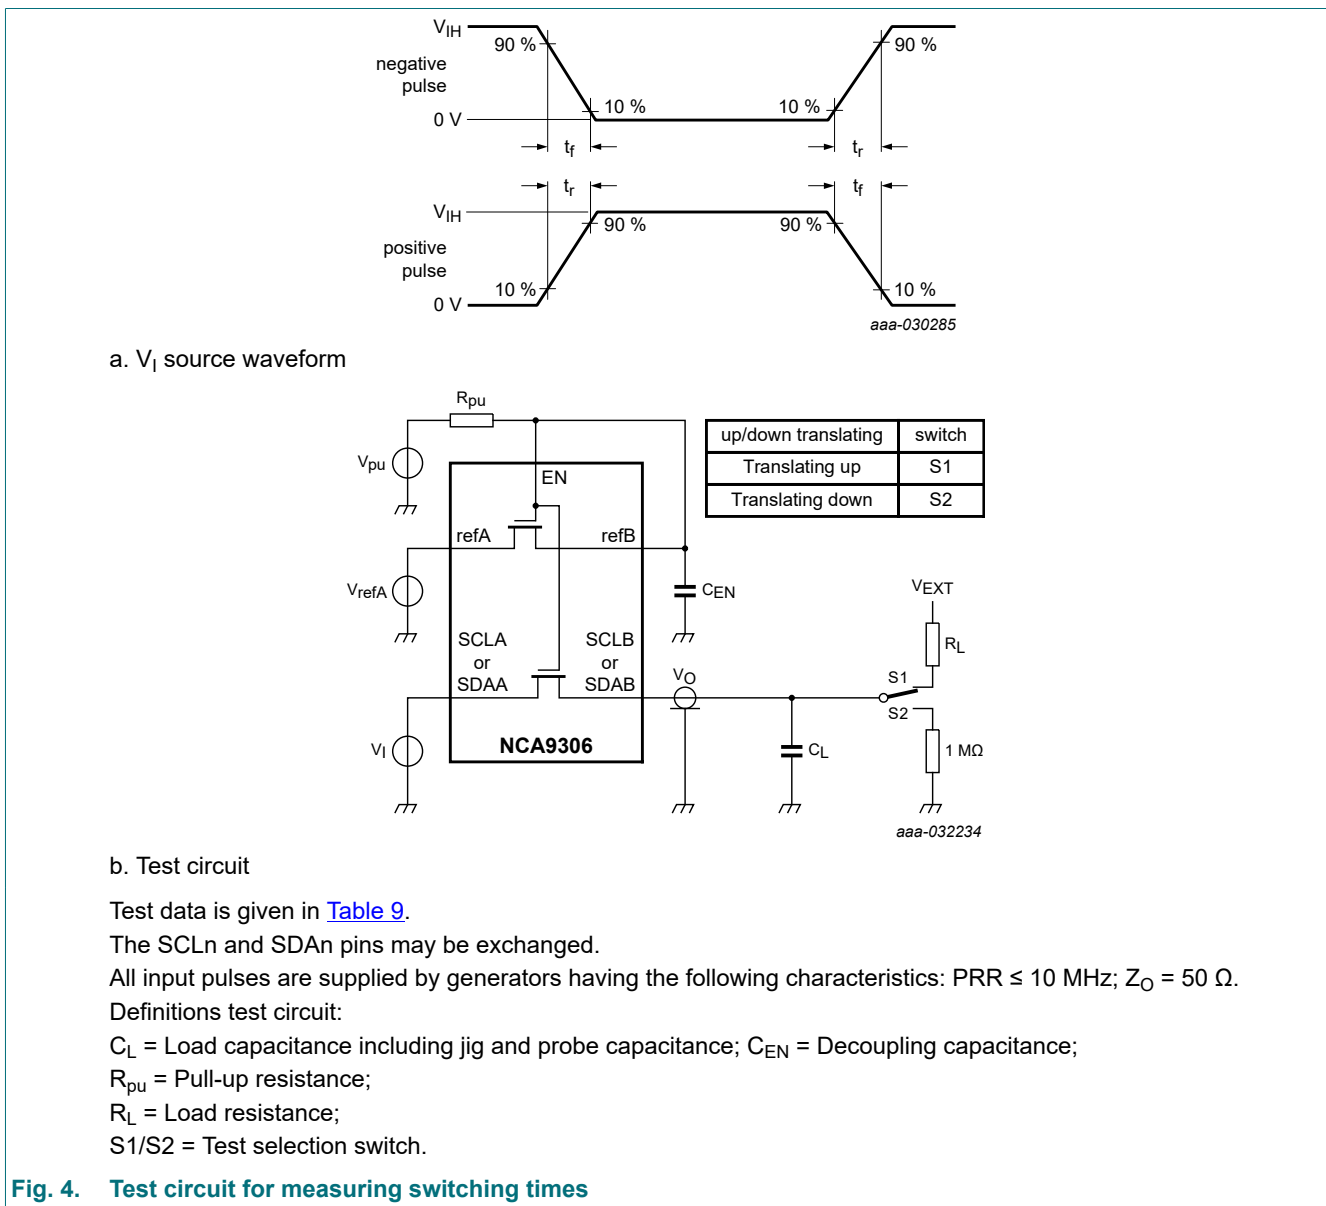 VIH
90 %
90 %
negative
pulse
10 %
10 %
0 V
tf
tr
tr
tf
VIH
90 %
90 %
positive
pulse
10 %
10 %
0 V
aaa-030285
a. VI source waveform
Rpu
up/down translating switch
Translating up S1
Translating down S2
Vpu
EN
refA
refB
VrefA
CEN
VEXT
SCLA
or
SDAA
SCLB
or
SDAB
RL
VO
S1
S2
VI
NCA9306
CL
1 MΩ
aaa-032234
b. Test circuit
Test data is given in Table 9.
The SCLn and SDAn pins may be exchanged.
All input pulses are supplied by generators having the following characteristics: PRR ≤ 10 MHz; ZO = 50 Ω.
Definitions test circuit:
CL = Load capacitance including jig and probe capacitance; CEN = Decoupling capacitance;
Rpu = Pull-up resistance;
RL = Load resistance;
S1/S2 = Test selection switch.
Fig. 4. Test circuit for measuring switching times